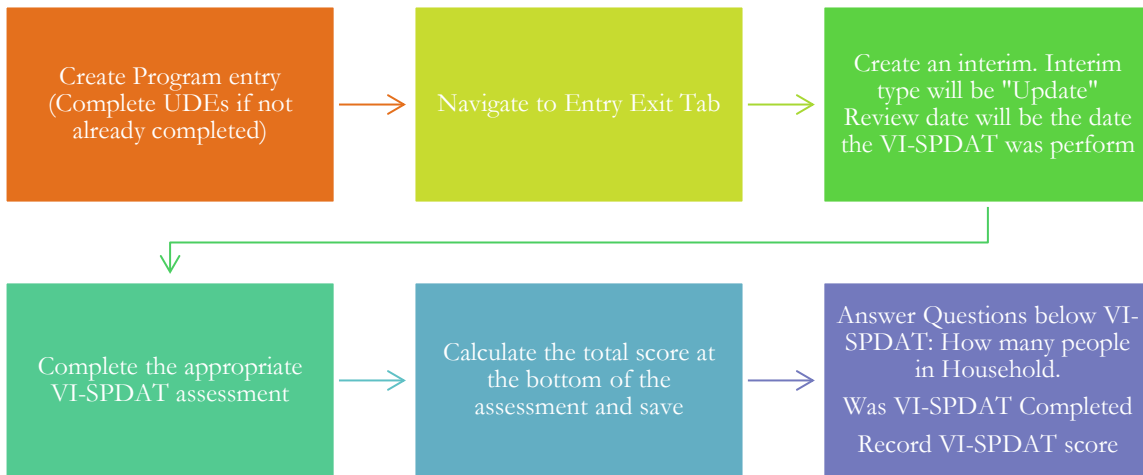 Create Program entry
(Complete UDEs if not
already completed)
Navigate to Entry Exit Tab
Create an interim. Interim
type will be "Update"
Review date will be the date
the VI-SPDAT was perform
Complete the appropriate
VI-SPDAT assessment
Calculate the total score at
the bottom of the
assessment and save
Answer Questions below VI-
SPDAT: How many people
in Household.
Was VI-SPDAT Completed
Record VI-SPDAT score